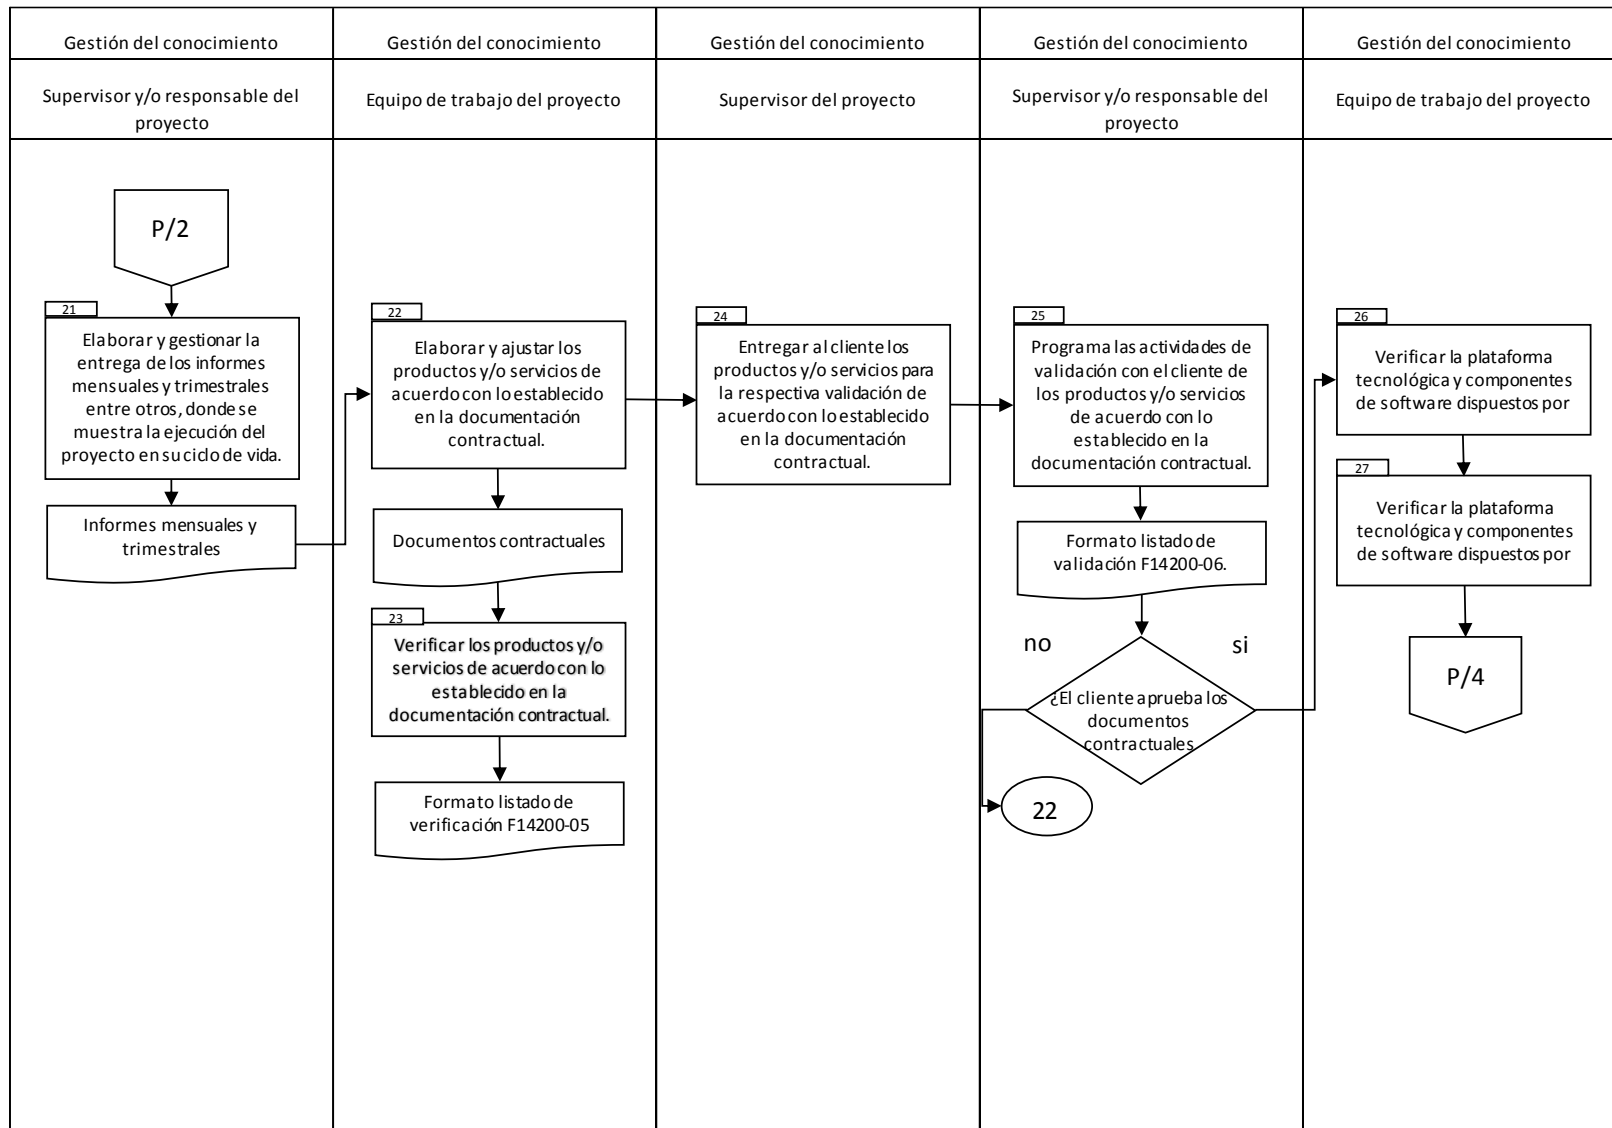 Gestión del conocimiento
Gestión del conocimiento
Gestión del conocimiento
Gestión del conocimiento
Gestión del conocimiento
Supervisor y/o responsable del
proyecto
Equipo de trabajo del proyecto
Supervisor del proyecto
Supervisor y/o responsable del
proyecto
Equipo de trabajo del proyecto
P/2
21
Elaborar y gestionar la
entrega de los informes
mensuales y trimestrales
entre otros, donde se
muestra la ejecución del
proyecto en su ciclo de vida.
Informes mensuales y
trimestrales
22
Elaborar y ajustar los
productos y/o servicios de
acuerdo con lo establecido
en la documentación
contractual.
Documentos contractuales
23
Verificar los productos y/o
servicios de acuerdo con lo
establecido en la
documentación contractual.
Formato listado de
verificación F14200-05
24
Entregar al cliente los
productos y/o servicios para
la respectiva validación de
acuerdo con lo establecido
en la documentación
contractual.
25
Programa las actividades de
validación con el cliente de
los productos y/o servicios
de acuerdo con lo
establecido en la
documentación contractual.
Formato listado de
validación F14200-06.
no
si
¿El cliente aprueba los
documentos
contractuales
22
26
Verificar la plataforma
tecnológica y componentes
de software dispuestos por
27
Verificar la plataforma
tecnológica y componentes
de software dispuestos por
P/4